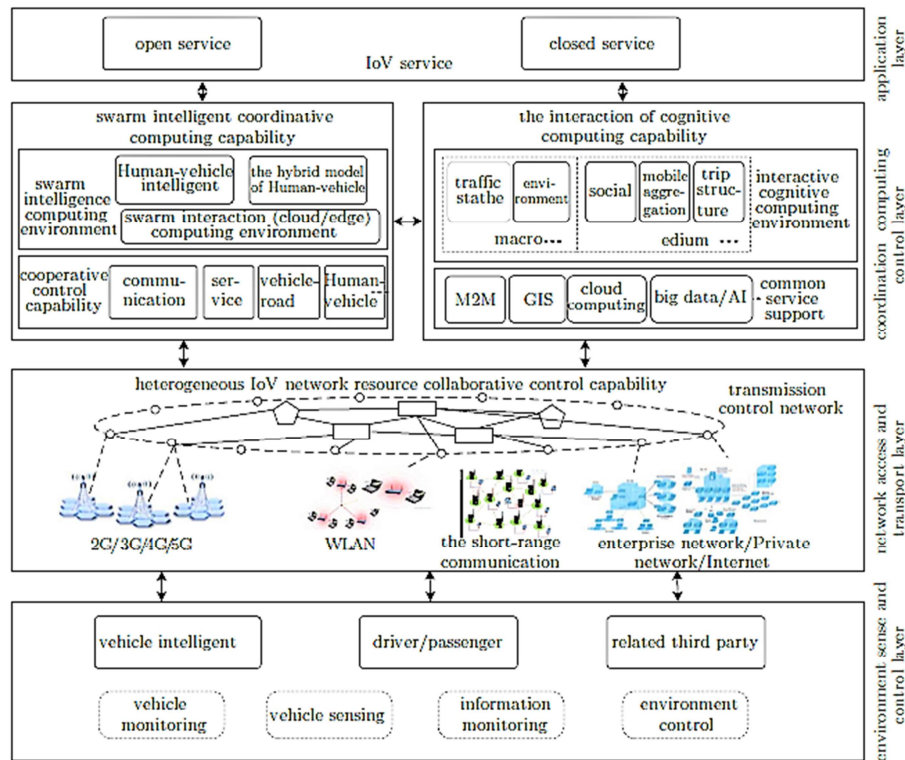 open service
closed service
IoV service
application
layer
swarm intelligent coordinative
computing capability
swarm
intelligence
computing
environment
Human-vehicle
intelligent
the hybrid model
of Human-vehicle
swarm interaction (cloud/edge)
computing environment
cooperative
control
capability
commu-
nication
ser-
vice
vehicle-
road
Human-
vehicle
the interaction of cognitive
computing capability
traffic
stathe
envi-
ronment
macro...
social
mobile
aggre-
gation
trip
struc-
ture
edium ...
interactive
cognitive
computing
environment
M2M
GIS
cloud
computing
big data/AI
common
service
support
coordination computing
control layer
heterogeneous IoV network resource collaborative control capability
transmission
control network
2G/3G/4G/5G
WLAN
the short-range
communication
enterprise network/Private
network/Internet
network access and
transport layer
vehicle intelligent
driver/passenger
related third party
vehicle
monitoring
vehicle sensing
information
monitoring
environment
control
environment sense and
control layer